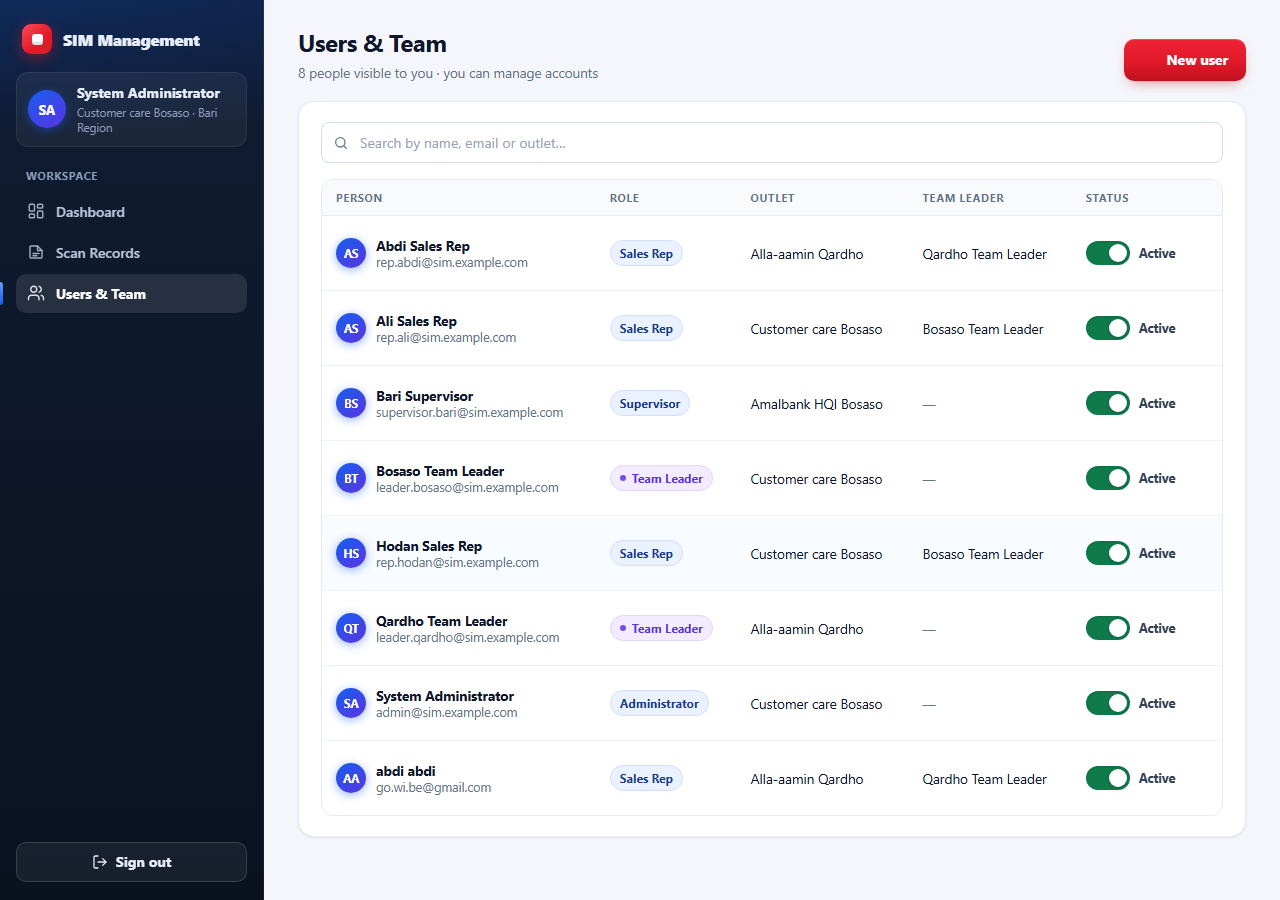 SIM Management
SA
System Administrator
Customer care Bosaso · Bari
Region
WORKSPACE
Dashboard
Scan Records
Users & Team
Sign out
Users & Team
8 people visible to you · you can manage accounts
New user
Search by name, email or outlet...
PERSON ROLE OUTLET TEAM LEADER STATUS
AS Abdi Sales Rep
rep.abdi@sim.example.com
Sales Rep Alla-aamin Qardho Qardho Team Leader Active
AS Ali Sales Rep
rep.ali@sim.example.com
Sales Rep Customer care Bosaso Bosaso Team Leader Active
BS Bari Supervisor
supervisor.bari@sim.example.com
Supervisor Amalbank HQI Bosaso — Active
BT Bosaso Team Leader
leader.bosaso@sim.example.com
Team Leader Customer care Bosaso — Active
HS Hodan Sales Rep
rep.hodan@sim.example.com
Sales Rep Customer care Bosaso Bosaso Team Leader Active
QT Qardho Team Leader
leader.qardho@sim.example.com
Team Leader Alla-aamin Qardho — Active
SA System Administrator
admin@sim.example.com
Administrator Customer care Bosaso — Active
AA abdi abdi
go.wi.be@gmail.com
Sales Rep Alla-aamin Qardho Qardho Team Leader Active